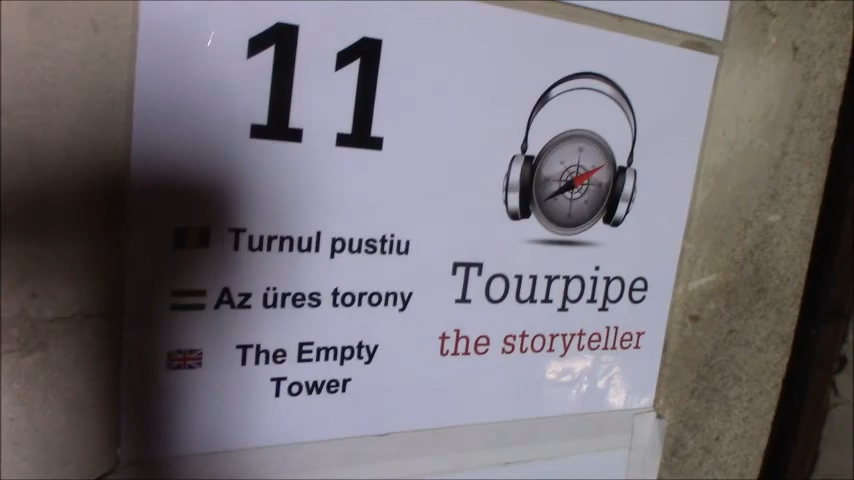 11
Turnul pustiu
Az üres torony
The Empty
Tower
Tourpipe
the storyteller